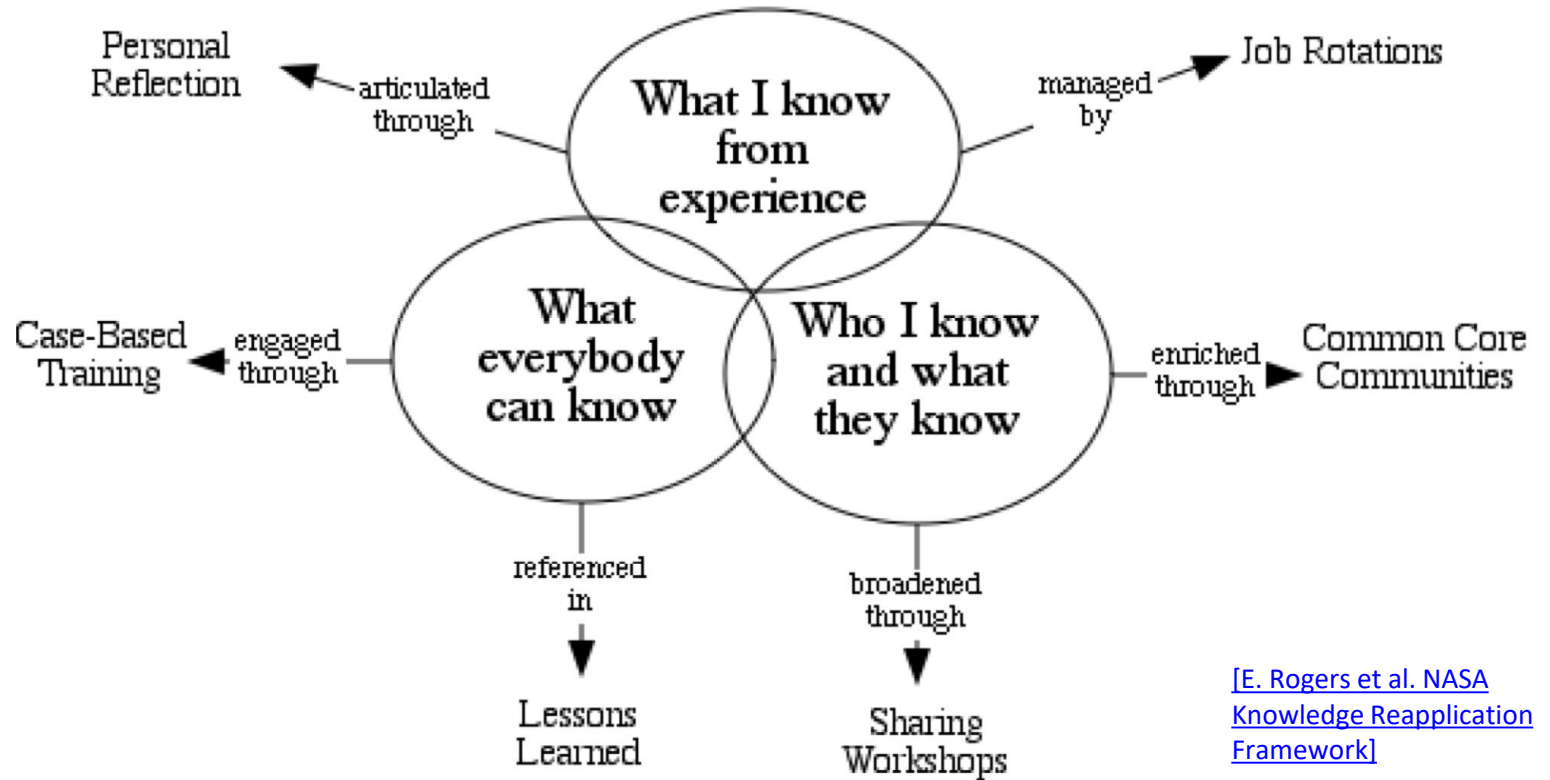 Personal
Reflection
articulated
through
What I know
from
experience
managed
by
Job Rotations
Case-Based
Training
engaged
through
What
everybody
can know
Who I know
and what
they know
enriched
through
Common Core
Communities
referenced
in
broadened
through
Lessons
Learned
Sharing
Workshops
[E. Rogers et al. NASA
Knowledge Reapplication
Framework]